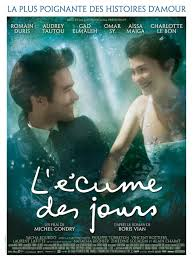 LA PLUS POIGNANTE DES HISTOIRES D'AMOUR
ROMAIN DURIS
AUDREY TAUTOU
GAD ELMALEH
OMAR SY
AÏSSA MAIGA
CHARLOTTE LE BON
L'écume
des jours
UN FILM DE
MICHEL GONDRY
D'APRÈS LE ROMAN DE
BORIS VIAN